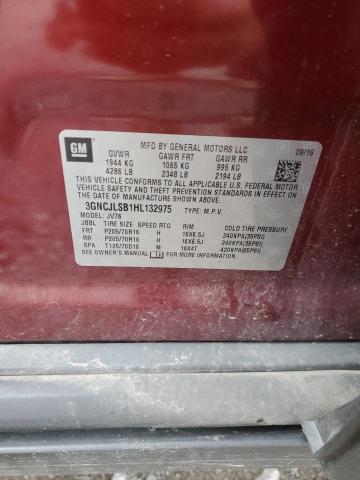 GM
MFD BY GENERAL MOTORS LLC
09/16
GVWR GAWR FRT GAWR RR
1944 KG 1065 KG 995 KG
4286 LB 2348 LB 2194 LB
THIS VEHICLE CONFORMS TO ALL APPLICABLE U.S. FEDERAL MOTOR
VEHICLE SAFETY AND THEFT PREVENTION STANDARDS IN EFFECT ON
THE DATE OF MANUFACTURE SHOWN ABOVE.
3GNCJLSB1HL132975 TYPE: M.P.V.
MODEL: JV76
JBBL TIRE SIZE SPEED RTG RIM COLD TIRE PRESSURE
FRT P205/70R16 H 16X6.5J 240KPA(35PSI)
RR P205/70R16 H 16X6.5J 240KPA(35PSI)
SPA T125/70D16 M 16X4T 420KPA(60PSI)
SEE OWNER'S MANUAL FOR MORE INFORMATION.